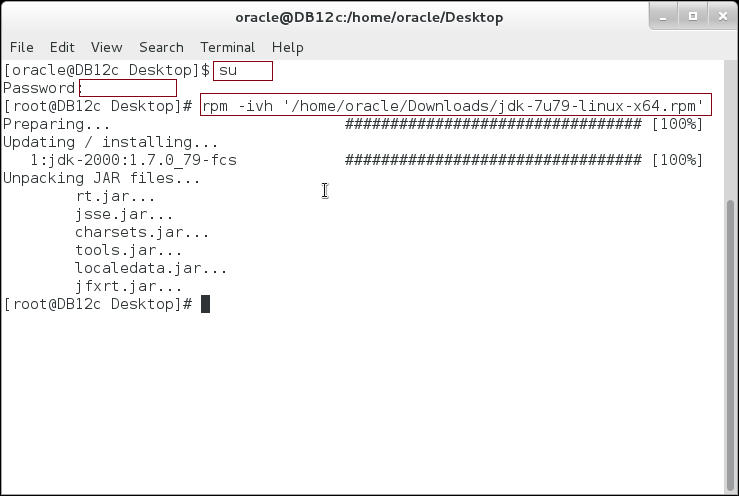 oracle@DB12c:/home/oracle/Desktop
File Edit View Search Terminal Help
[oracle@DB12c Desktop]$ su
Password:
[root@DB12c Desktop]# rpm -ivh '/home/oracle/Downloads/jdk-7u79-linux-x64.rpm'
Preparing... ################################# [100%]
Updating / installing...
1:jdk-2000:1.7.0_79-fcs ################################# [100%]
Unpacking JAR files...
rt.jar...
jsse.jar...
charsets.jar...
tools.jar...
localedata.jar...
jfxrt.jar...
[root@DB12c Desktop]#